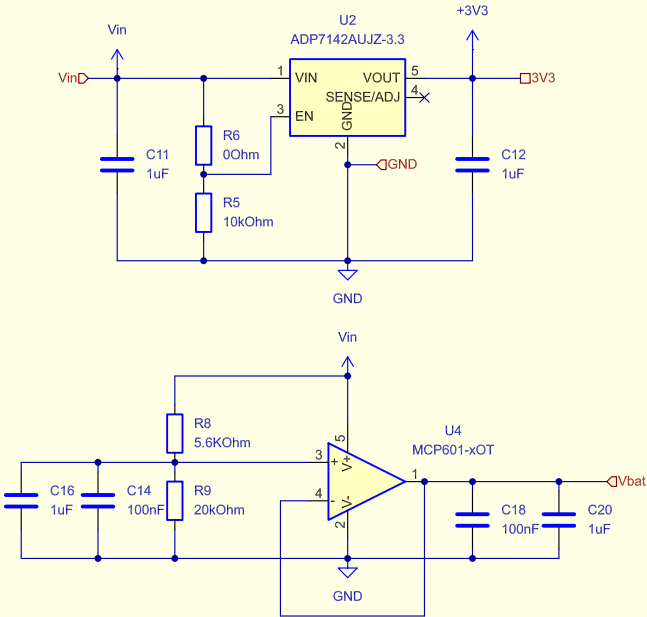 +3V3
U2
Vin
ADP7142AUJZ-3.3
Vin
1
VIN
VOUT
5
3V3
SENSE/ADJ
4
3
EN
GND
2
R6
0Ohm
C11
1uF
GND
C12
1uF
R5
10kOhm
GND
Vin
R8
5.6KOhm
U4
MCP601-xOT
5
V+
3
+
1
Vbat
4
-
V-
2
C16
1uF
C14
100nF
R9
20kOhm
C18
100nF
C20
1uF
GND